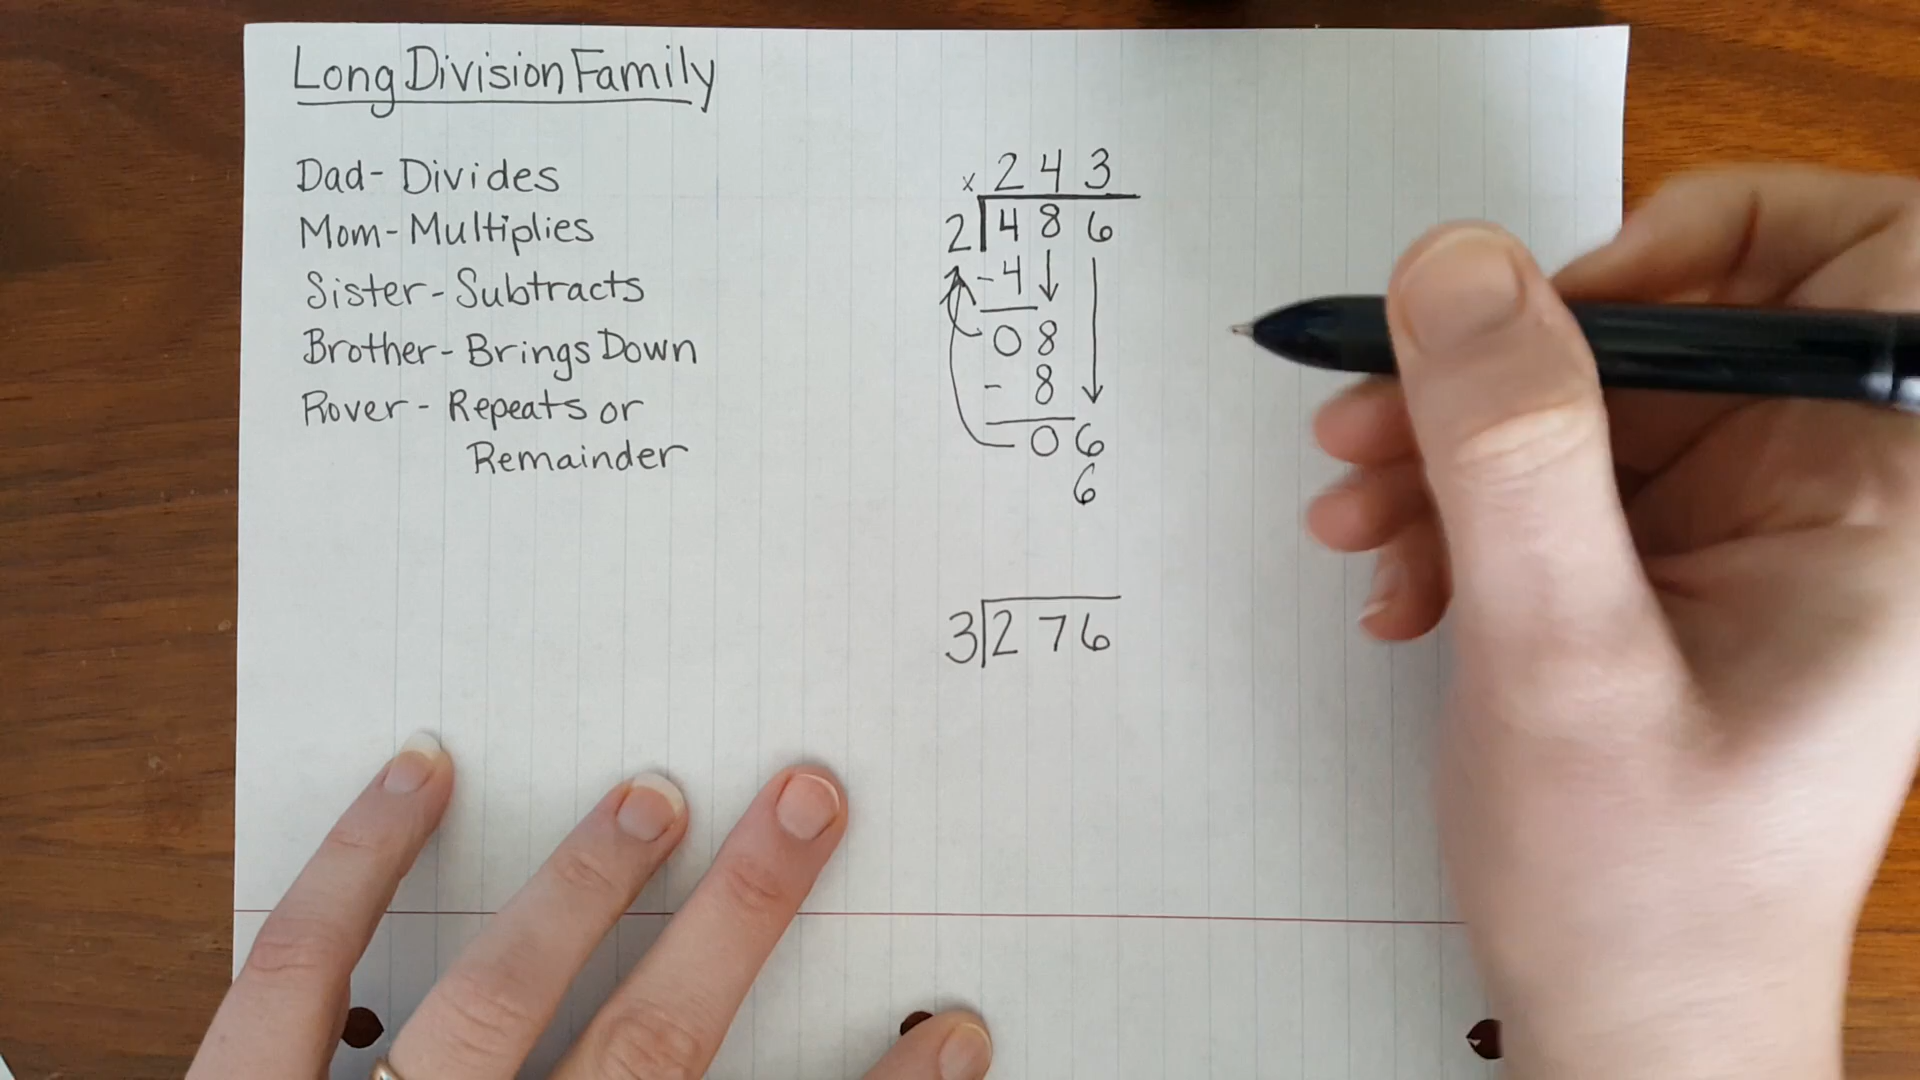 Long Division Family
Dad- Divides
Mom- Multiplies
Sister- Subtracts
Brother- Brings Down
Rover - Repeats or
Remainder
x 2 4 3
2 4 8 6
-4
0 8
- 8
0 6
6
3 2 7 6